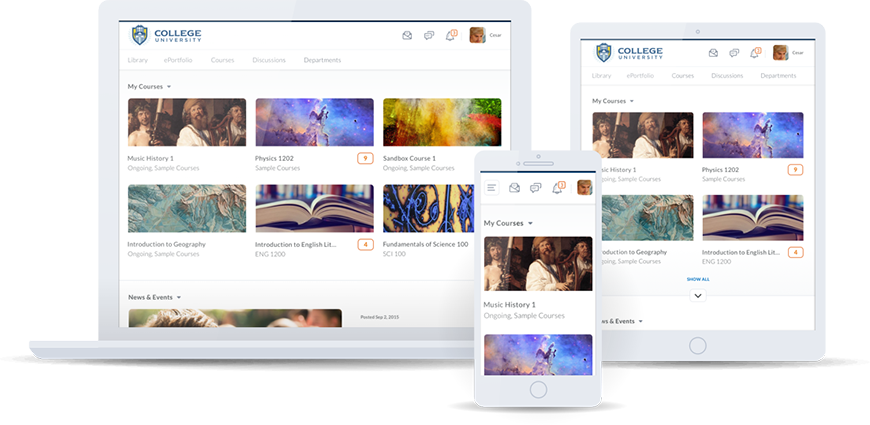 COLLEGE
UNIVERSITY
3
Cesar
Library ePortfolio Courses Discussions Departments
My Courses
Music History 1
Ongoing, Sample Courses
Physics 1202
9
Sample Courses
Sandbox Course 1
Ongoing, Sample Courses
Introduction to Geography
Ongoing, Sample Courses
Introduction to English Lit...
4
ENG 1200
Fundamentals of Science 100
SCI 100
News & Events
Posted Sep 2, 2015
3
My Courses
Music History 1
Ongoing, Sample Courses
COLLEGE
UNIVERSITY
3
Cesar
Library ePortfolio Courses Discussions Departments
My Courses
Music History 1
Ongoing, Sample Courses
Physics 1202
9
Sample Courses
oduction to Geography
going, Sample Courses
Introduction to English Lit...
4
ENG 1200
SHOW ALL
ws & Events